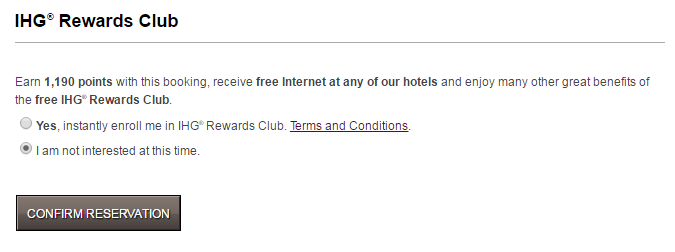 IHG® Rewards Club
Earn 1,190 points with this booking, receive free Internet at any of our hotels and enjoy many other great benefits of
the free IHG® Rewards Club.
Yes, instantly enroll me in IHG® Rewards Club. Terms and Conditions.
I am not interested at this time.
CONFIRM RESERVATION